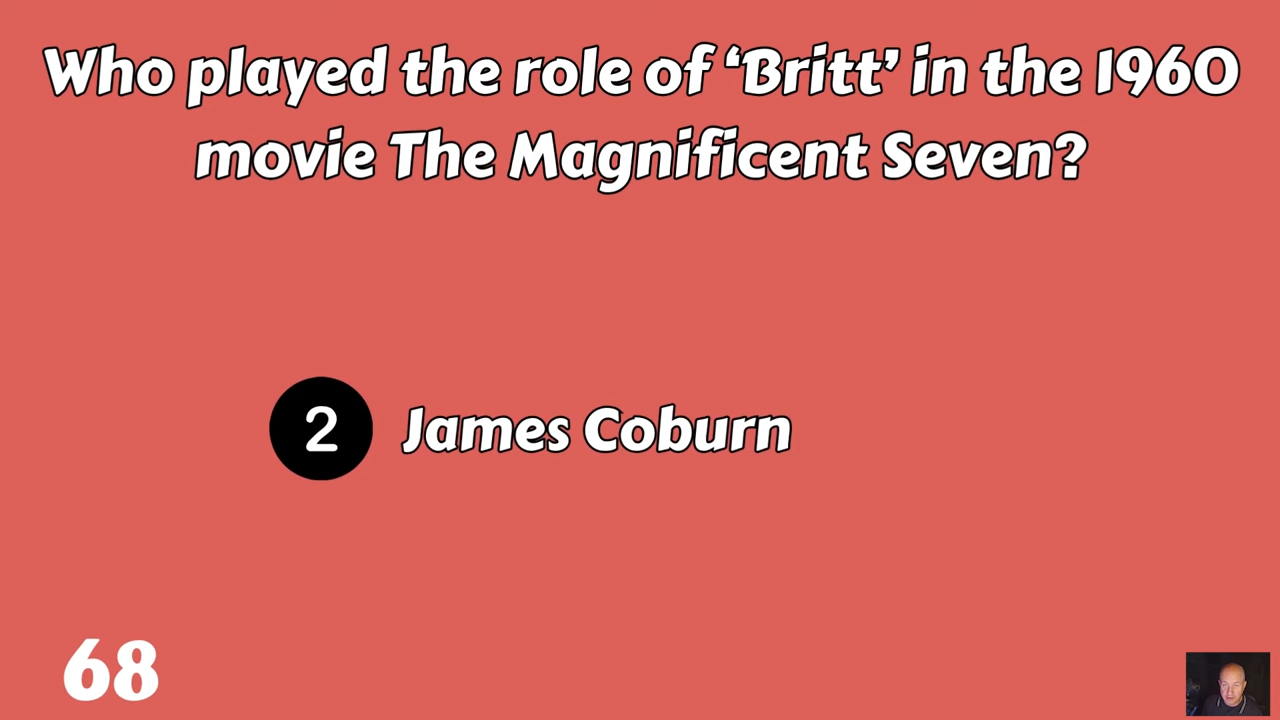 Who played the role of ‘Britt’ in the 1960
movie The Magnificent Seven?
2 James Coburn
68